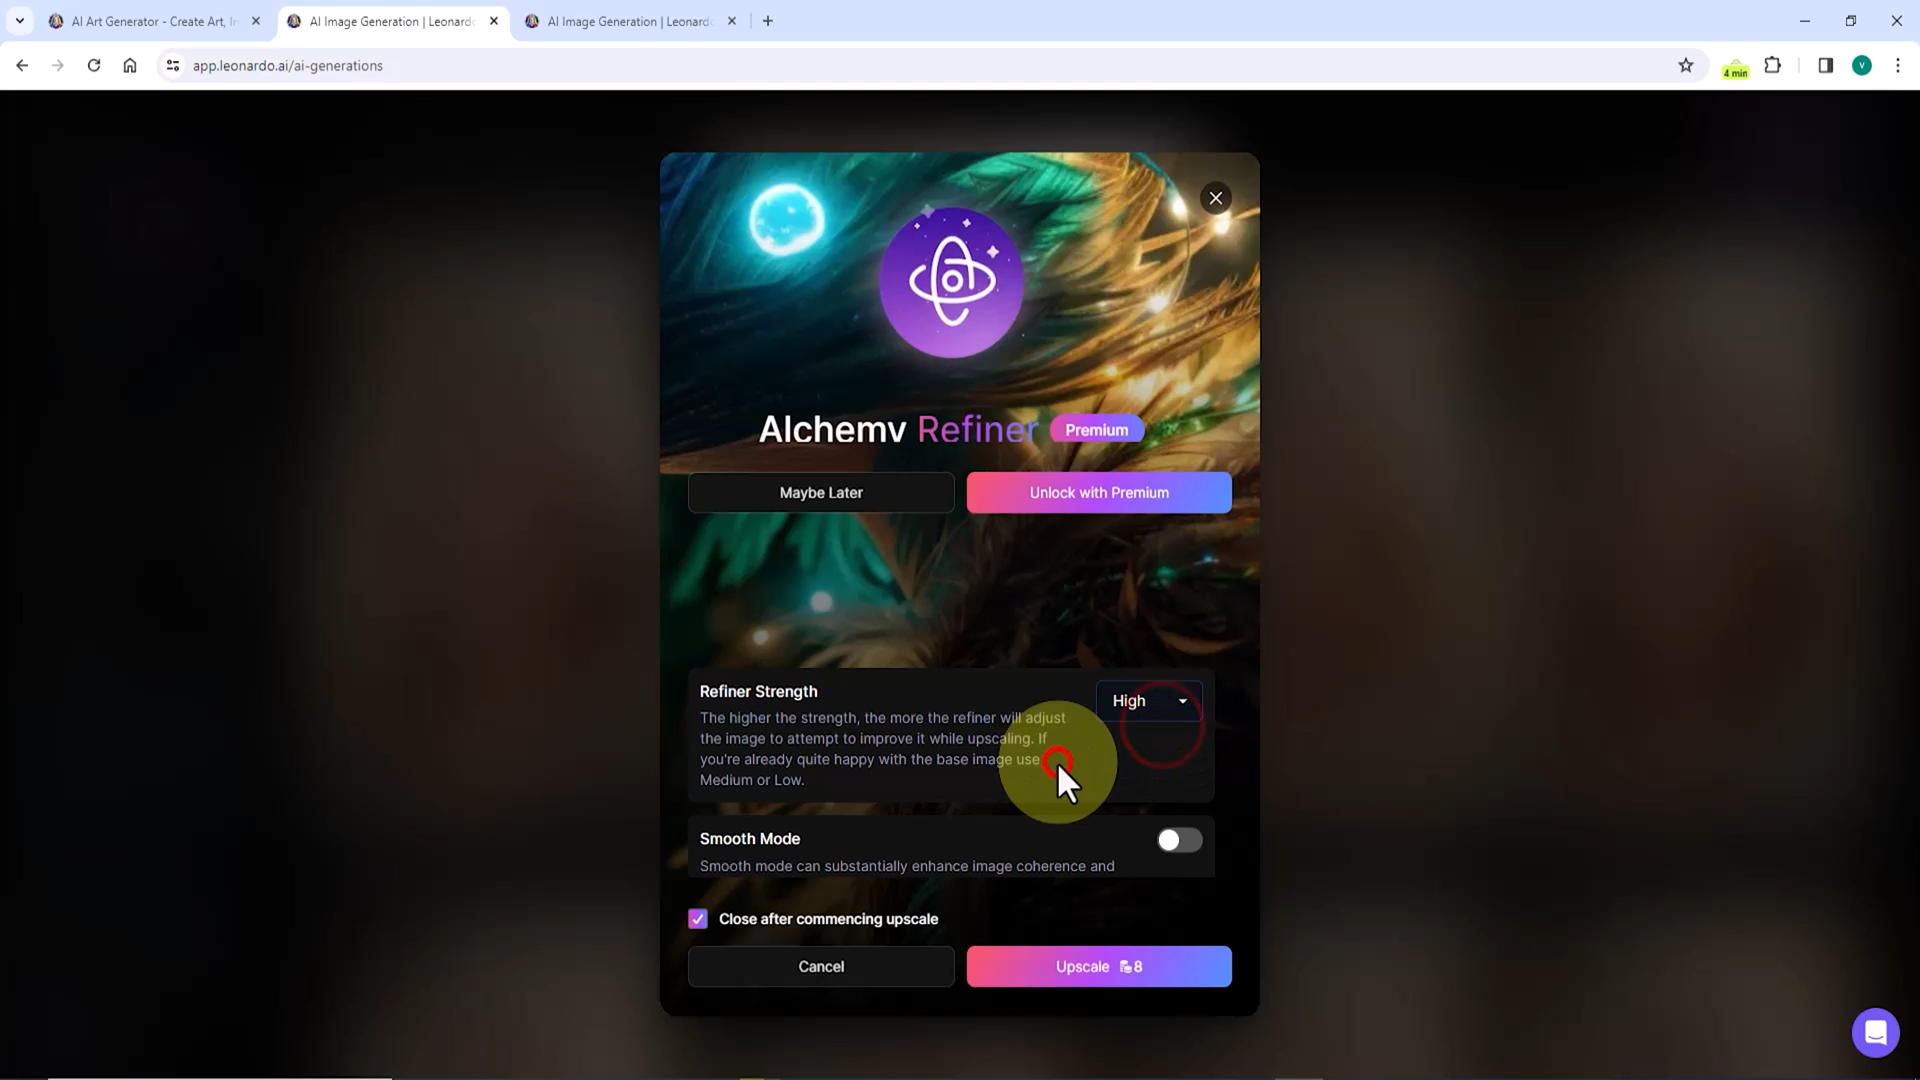 AI Art Generator - Create Art, In
AI Image Generation | Leonardo
AI Image Generation | Leonardo
app.leonardo.ai/ai-generations
4 min
V
Alchemy Refiner Premium
Maybe Later
Unlock with Premium
Refiner Strength
High
The higher the strength, the more the refiner will adjust
the image to attempt to improve it while upscaling. If
you're already quite happy with the base image use
Medium or Low.
Smooth Mode
Smooth mode can substantially enhance image coherence and
Close after commencing upscale
Cancel
Upscale 8